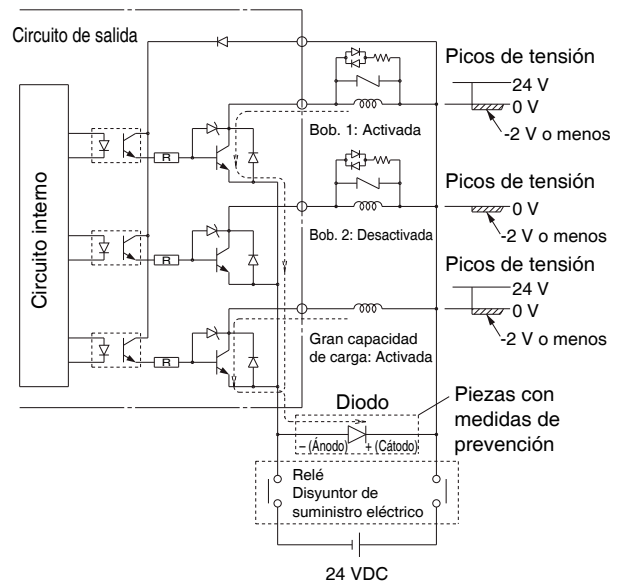 Circuito de salida
Picos de tensión
24 V
0 V
-2 V o menos
Bob. 1: Activada
Picos de tensión
0 V
-2 V o menos
Bob. 2: Desactivada
Picos de tensión
24 V
0 V
-2 V o menos
Gran capacidad
de carga: Activada
Circuito interno
R
R
R
Diodo
− (Ánodo)
+ (Cátodo)
Piezas con
medidas de
prevención
Relé
Disyuntor de
suministro eléctrico
24 VDC